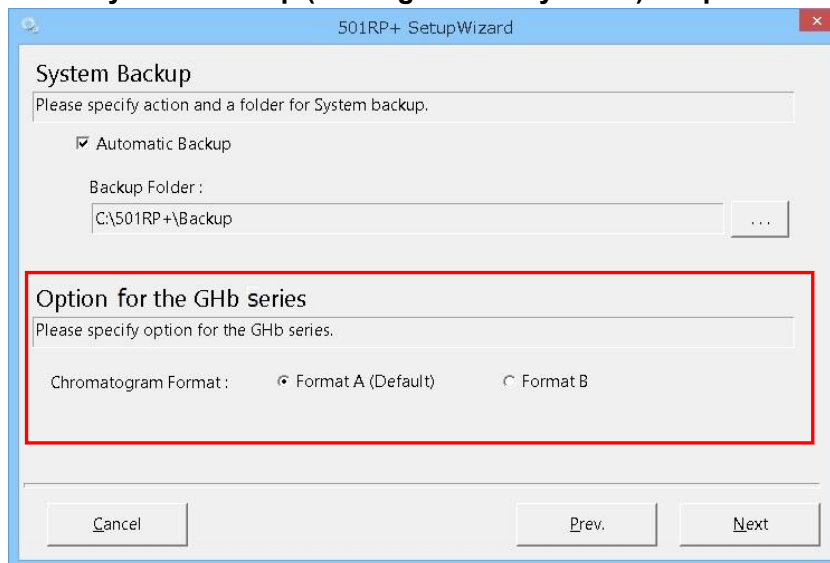 501RP+ SetupWizard
System Backup
Please specify action and a folder for System backup.
Automatic Backup
Backup Folder :
C:\501RP+\Backup
...
Option for the GHb series
Please specify option for the GHb series.
Chromatogram Format : Format A (Default) Format B
Cancel Prev. Next